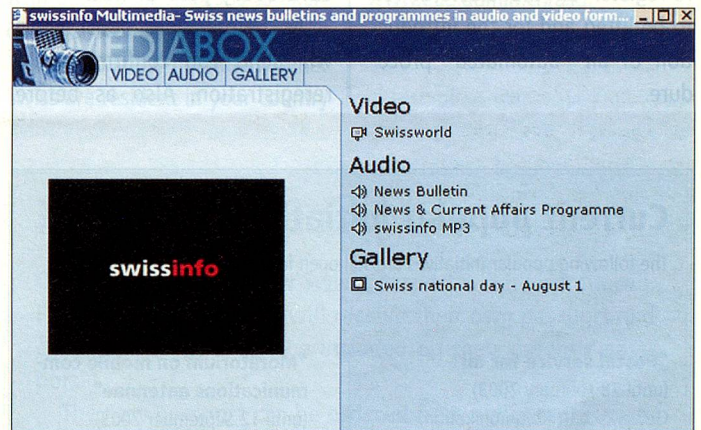 swissinfo Multimedia- Swiss news bulletins and programmes in audio and video form...
MEDIABOX
VIDEO AUDIO GALLERY
Video
Swissworld
Audio
News Bulletin
News & Current Affairs Programme
swissinfo MP3
Gallery
Swiss national day - August 1
swissinfo